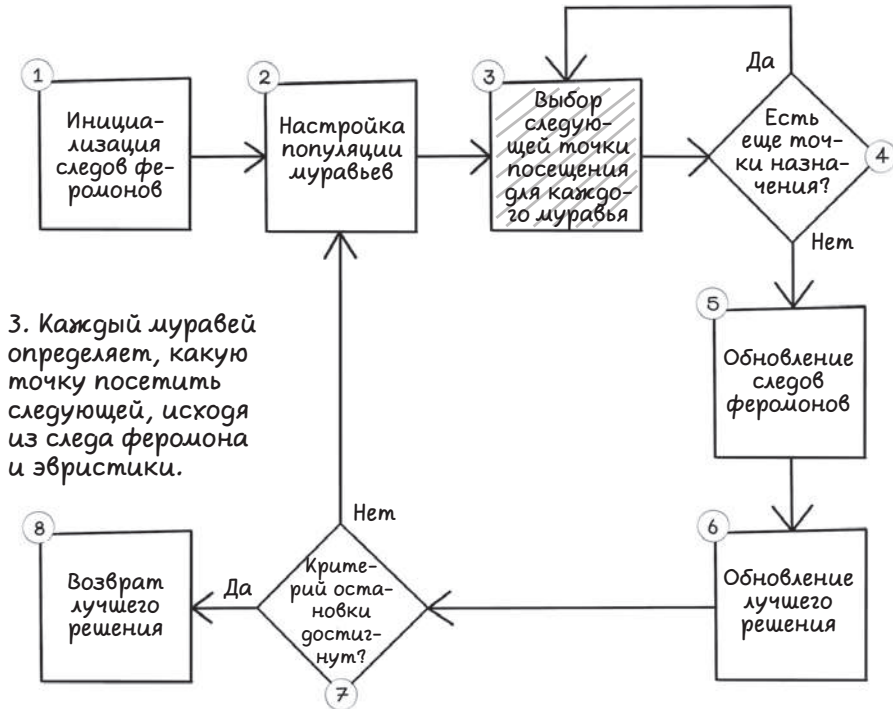 1
Инициа-
лизация
следов фе-
ромонов
2
Настройка
популяции
муравьев
3
Выбор
следую-
щей точки
посещения
для каждо-
го муравья
Да
Есть
еще точ-
ки назна-
чения?
4
Нет
3. Каждый муравей
определяет, какую
точку посетить
следующей, исходя
из следа феромона
и эвристики.
5
Обновление
следов
феромонов
6
Обновление
лучшего
решения
Нет
Крите-
рий оста-
новки
достиг-
нут?
7
Да
8
Возврат
лучшего
решения